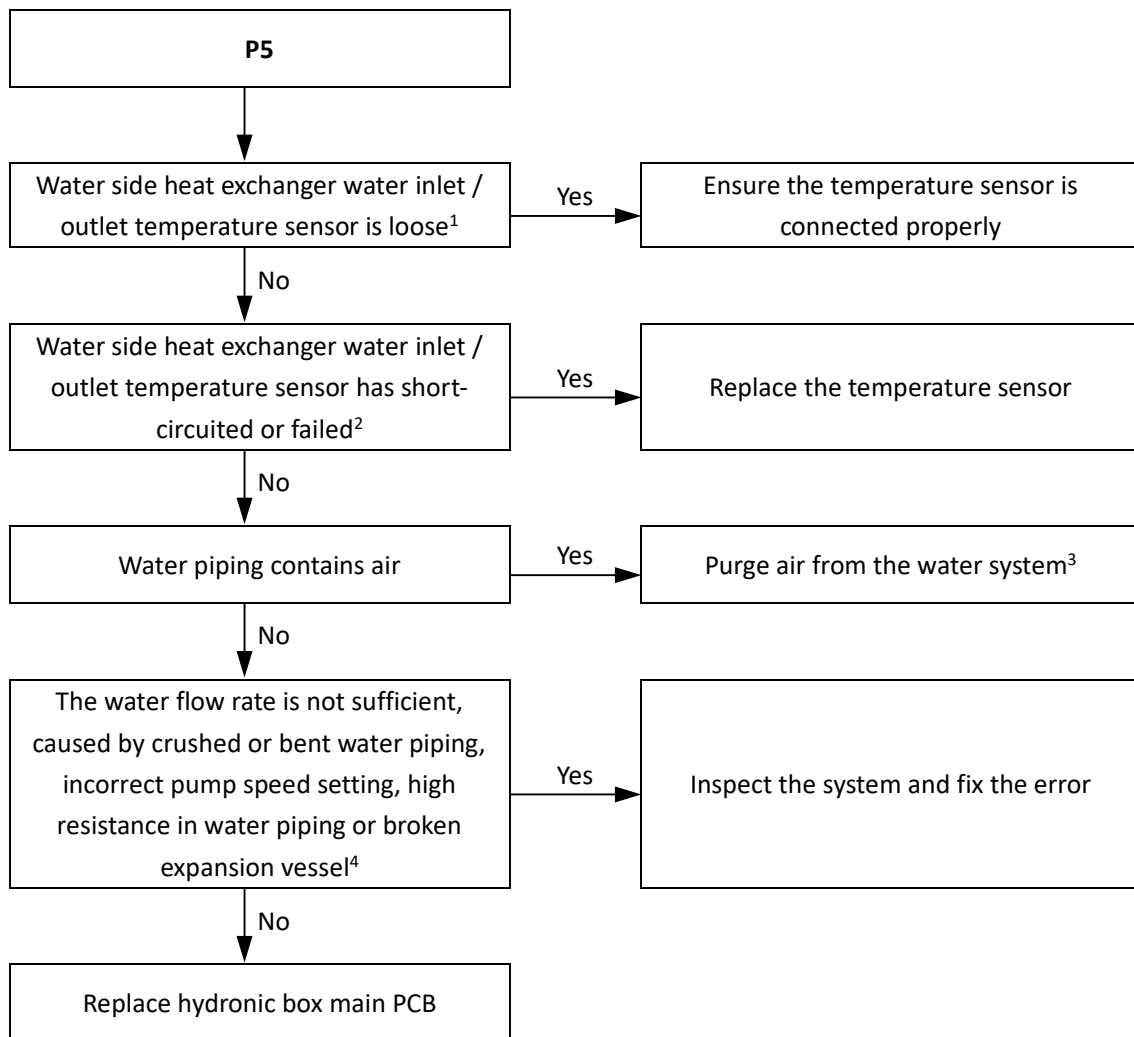 P5
Water side heat exchanger water inlet /
outlet temperature sensor is loose¹
Yes
Ensure the temperature sensor is
connected properly
No
Water side heat exchanger water inlet /
outlet temperature sensor has short-
circuited or failed²
Yes
Replace the temperature sensor
No
Water piping contains air
Yes
Purge air from the water system³
No
The water flow rate is not sufficient,
caused by crushed or bent water piping,
incorrect pump speed setting, high
resistance in water piping or broken
expansion vessel⁴
Yes
Inspect the system and fix the error
No
Replace hydronic box main PCB